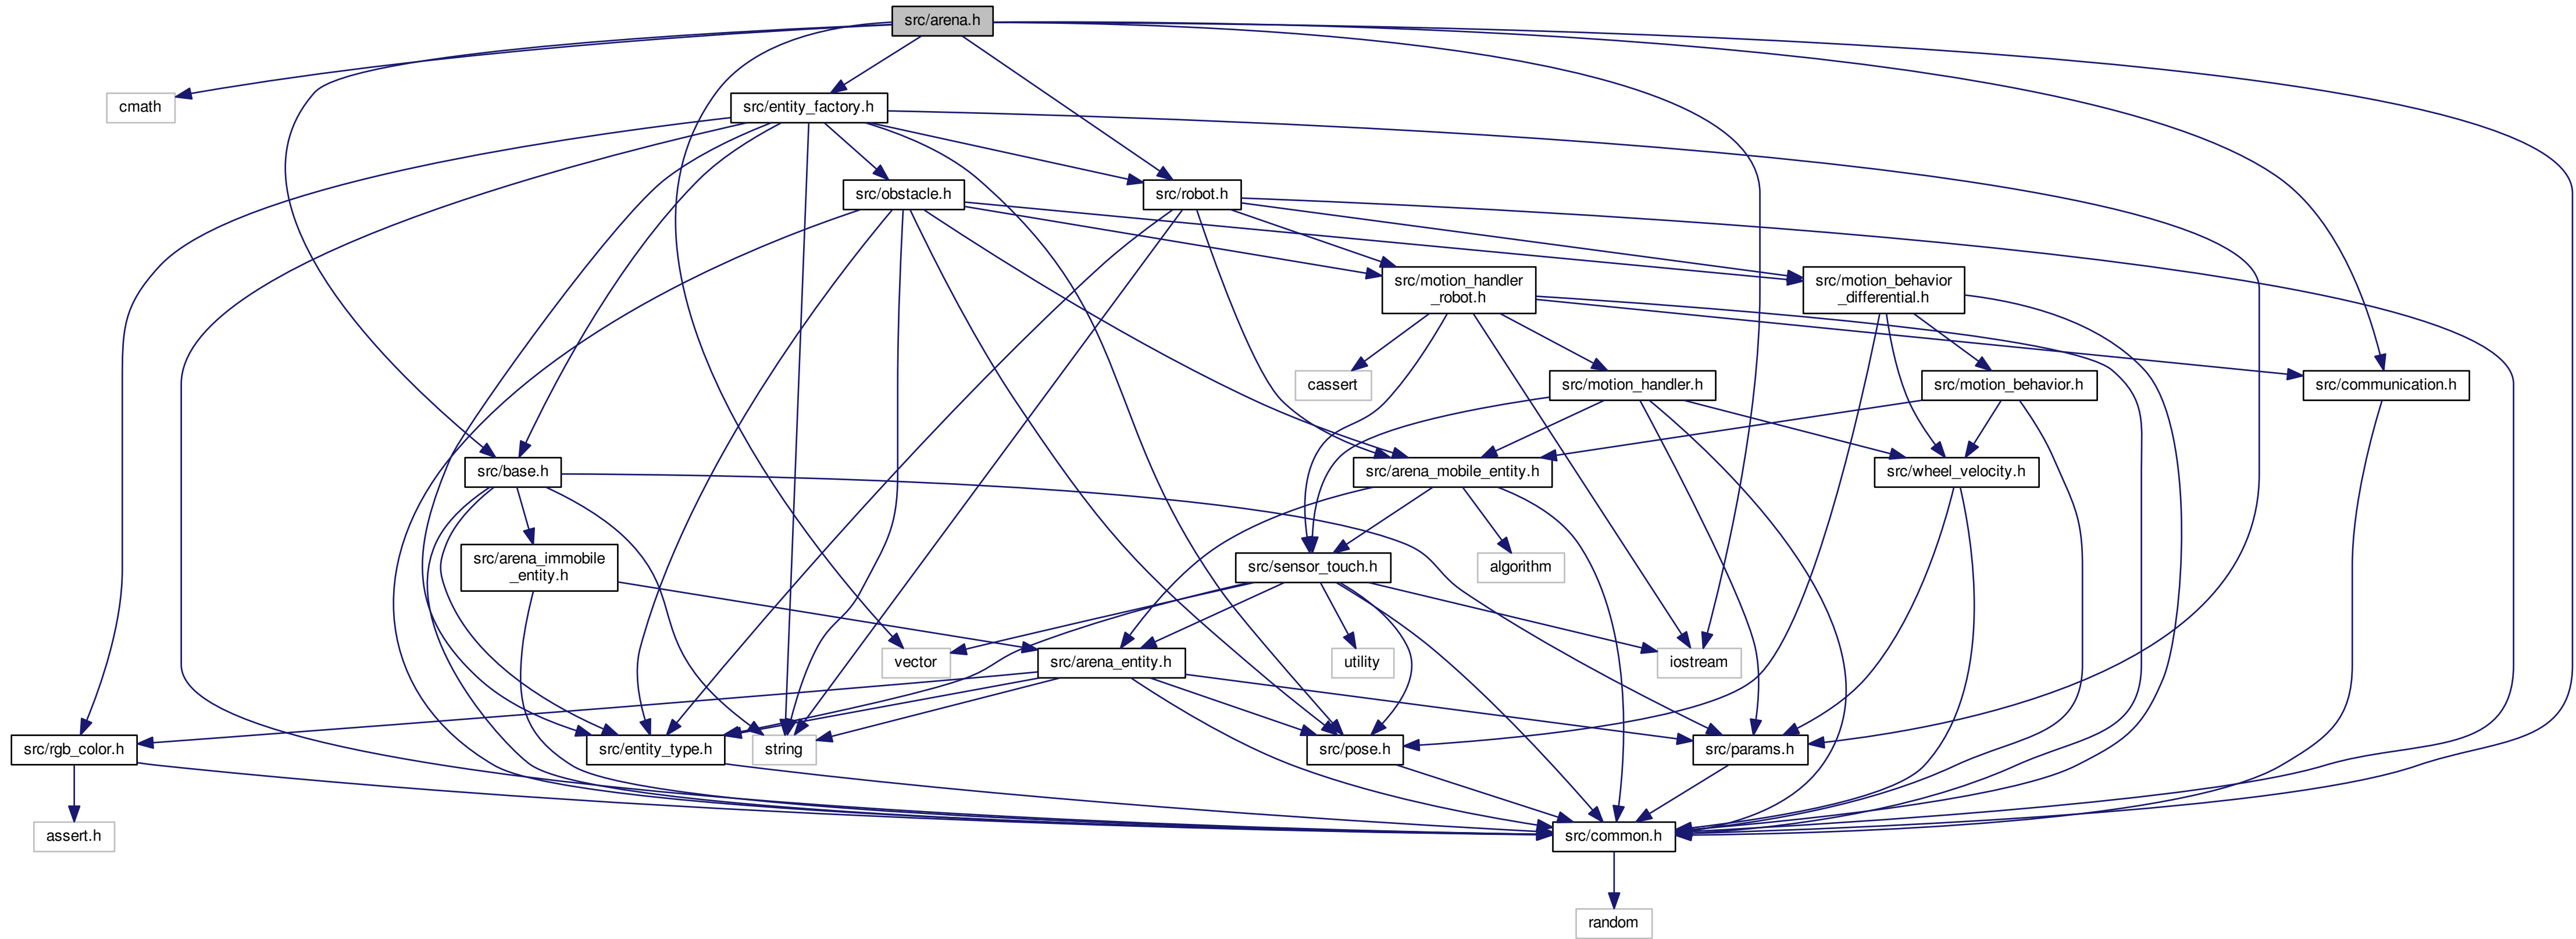 src/arena.h
cmath
src/entity_factory.h
src/obstacle.h
src/robot.h
src/motion_handler
_robot.h
src/motion_behavior
_differential.h
cassert
src/motion_handler.h
src/motion_behavior.h
src/communication.h
src/base.h
src/arena_mobile_entity.h
src/wheel_velocity.h
src/arena_immobile
_entity.h
src/sensor_touch.h
algorithm
vector
src/arena_entity.h
utility
iostream
src/rgb_color.h
src/entity_type.h
string
src/pose.h
src/params.h
assert.h
src/common.h
random